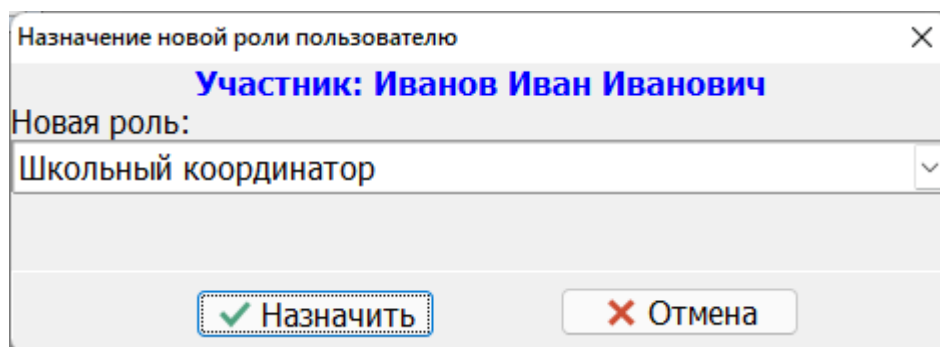 Назначение новой роли пользователю
Участник: Иванов Иван Иванович
Новая роль:
Школьный координатор
Назначить Отмена